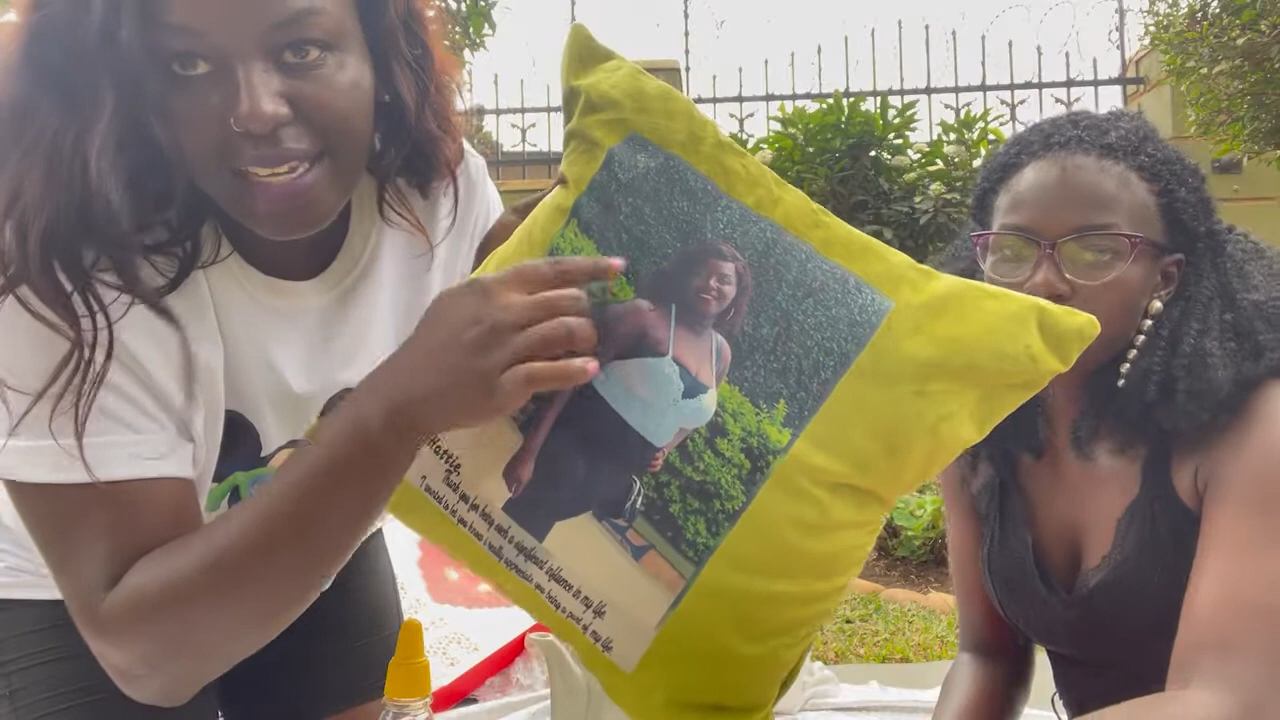 Hattie,
Thank you for being such a significant influence in my life.
I wanted to let you know i really appreciate you being a part of my life.